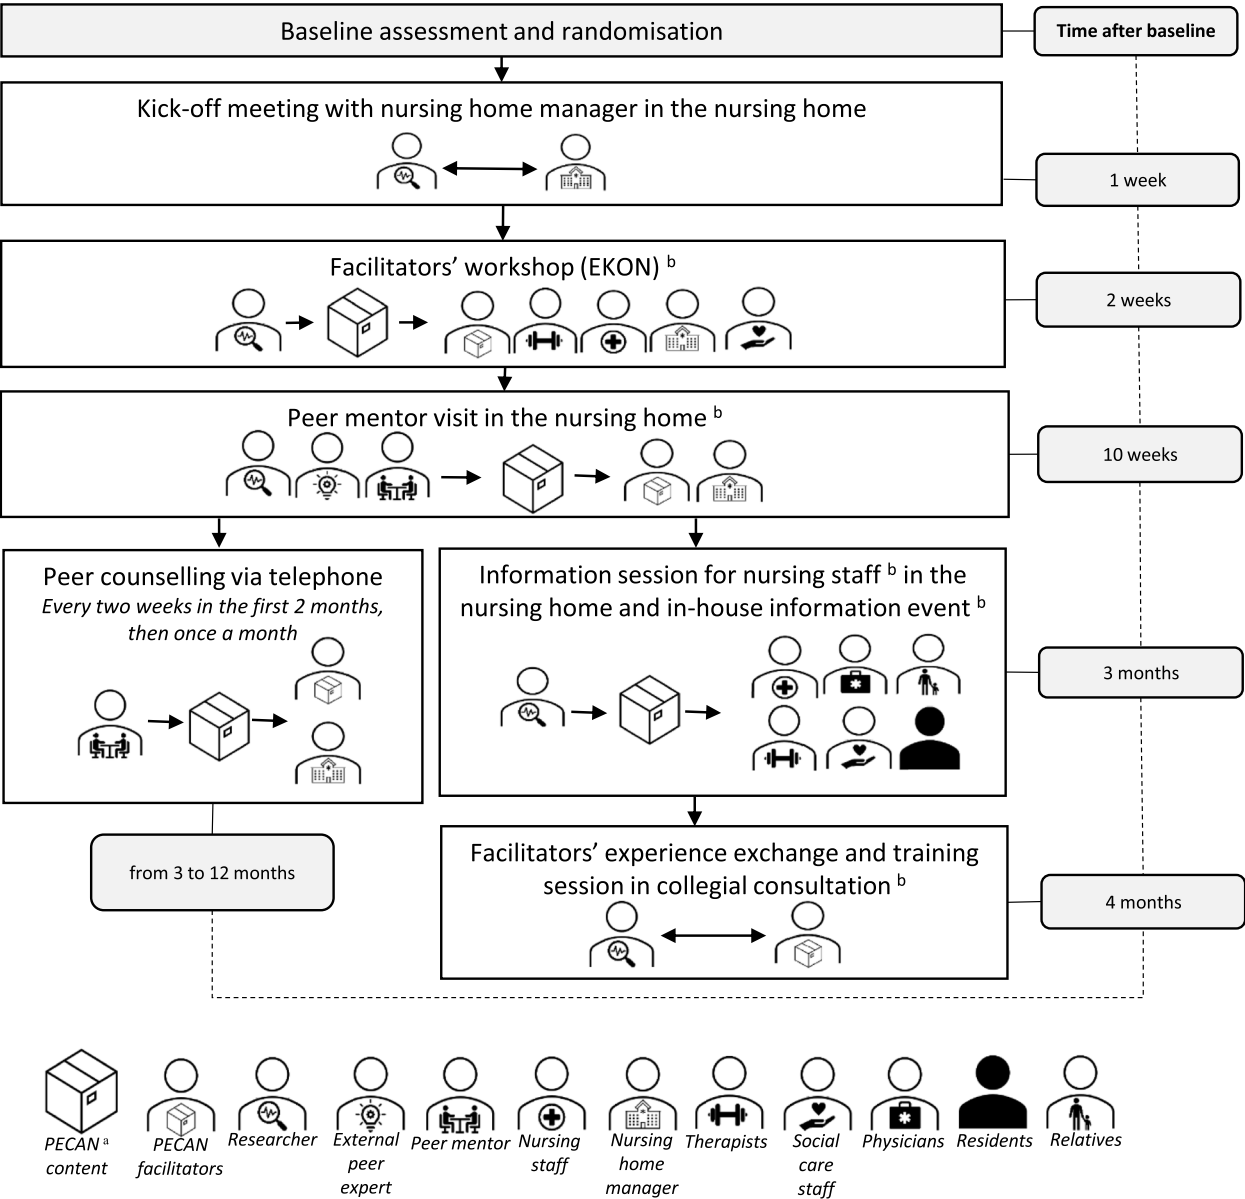 Baseline assessment and randomisation
Time after baseline
Kick-off meeting with nursing home manager in the nursing home
1 week
Facilitators’ workshop (EKON) b
2 weeks
Peer mentor visit in the nursing home b
10 weeks
Peer counselling via telephone
Every two weeks in the first 2 months,
then once a month
Information session for nursing staff b in the
nursing home and in-house information event b
3 months
from 3 to 12 months
Facilitators’ experience exchange and training
session in collegial consultation b
4 months
PECAN a
content
PECAN
facilitators
Researcher
External
peer
expert
Peer mentor
Nursing
staff
Nursing
home
manager
Therapists
Social
care
staff
Physicians
Residents
Relatives